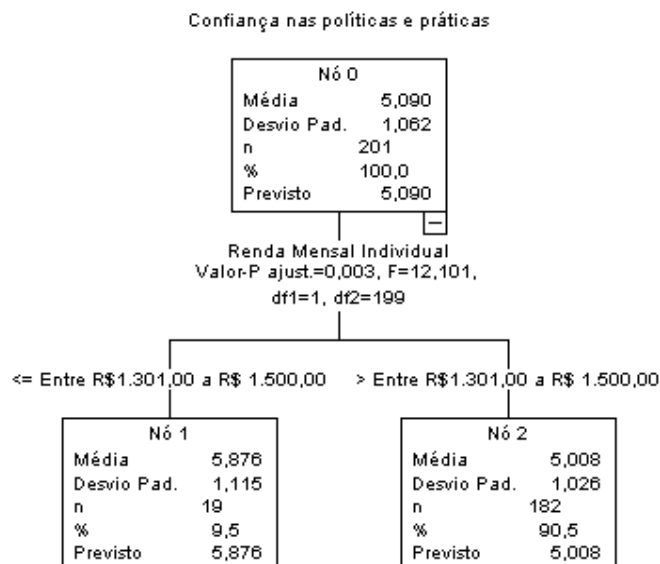 Confiança nas políticas e práticas
Nó 0
Média 5,090
Desvio Pad. 1,062
n 201
% 100,0
Previsto 5,090
Renda Mensal Individual
Valor-P ajust.=0,003, F=12,101,
df1=1, df2=199
<= Entre R$1.301,00 a R$ 1.500,00
> Entre R$1.301,00 a R$ 1.500,00
Nó 1
Média 5,876
Desvio Pad. 1,115
n 19
% 9,5
Previsto 5,876
Nó 2
Média 5,008
Desvio Pad. 1,026
n 182
% 90,5
Previsto 5,008